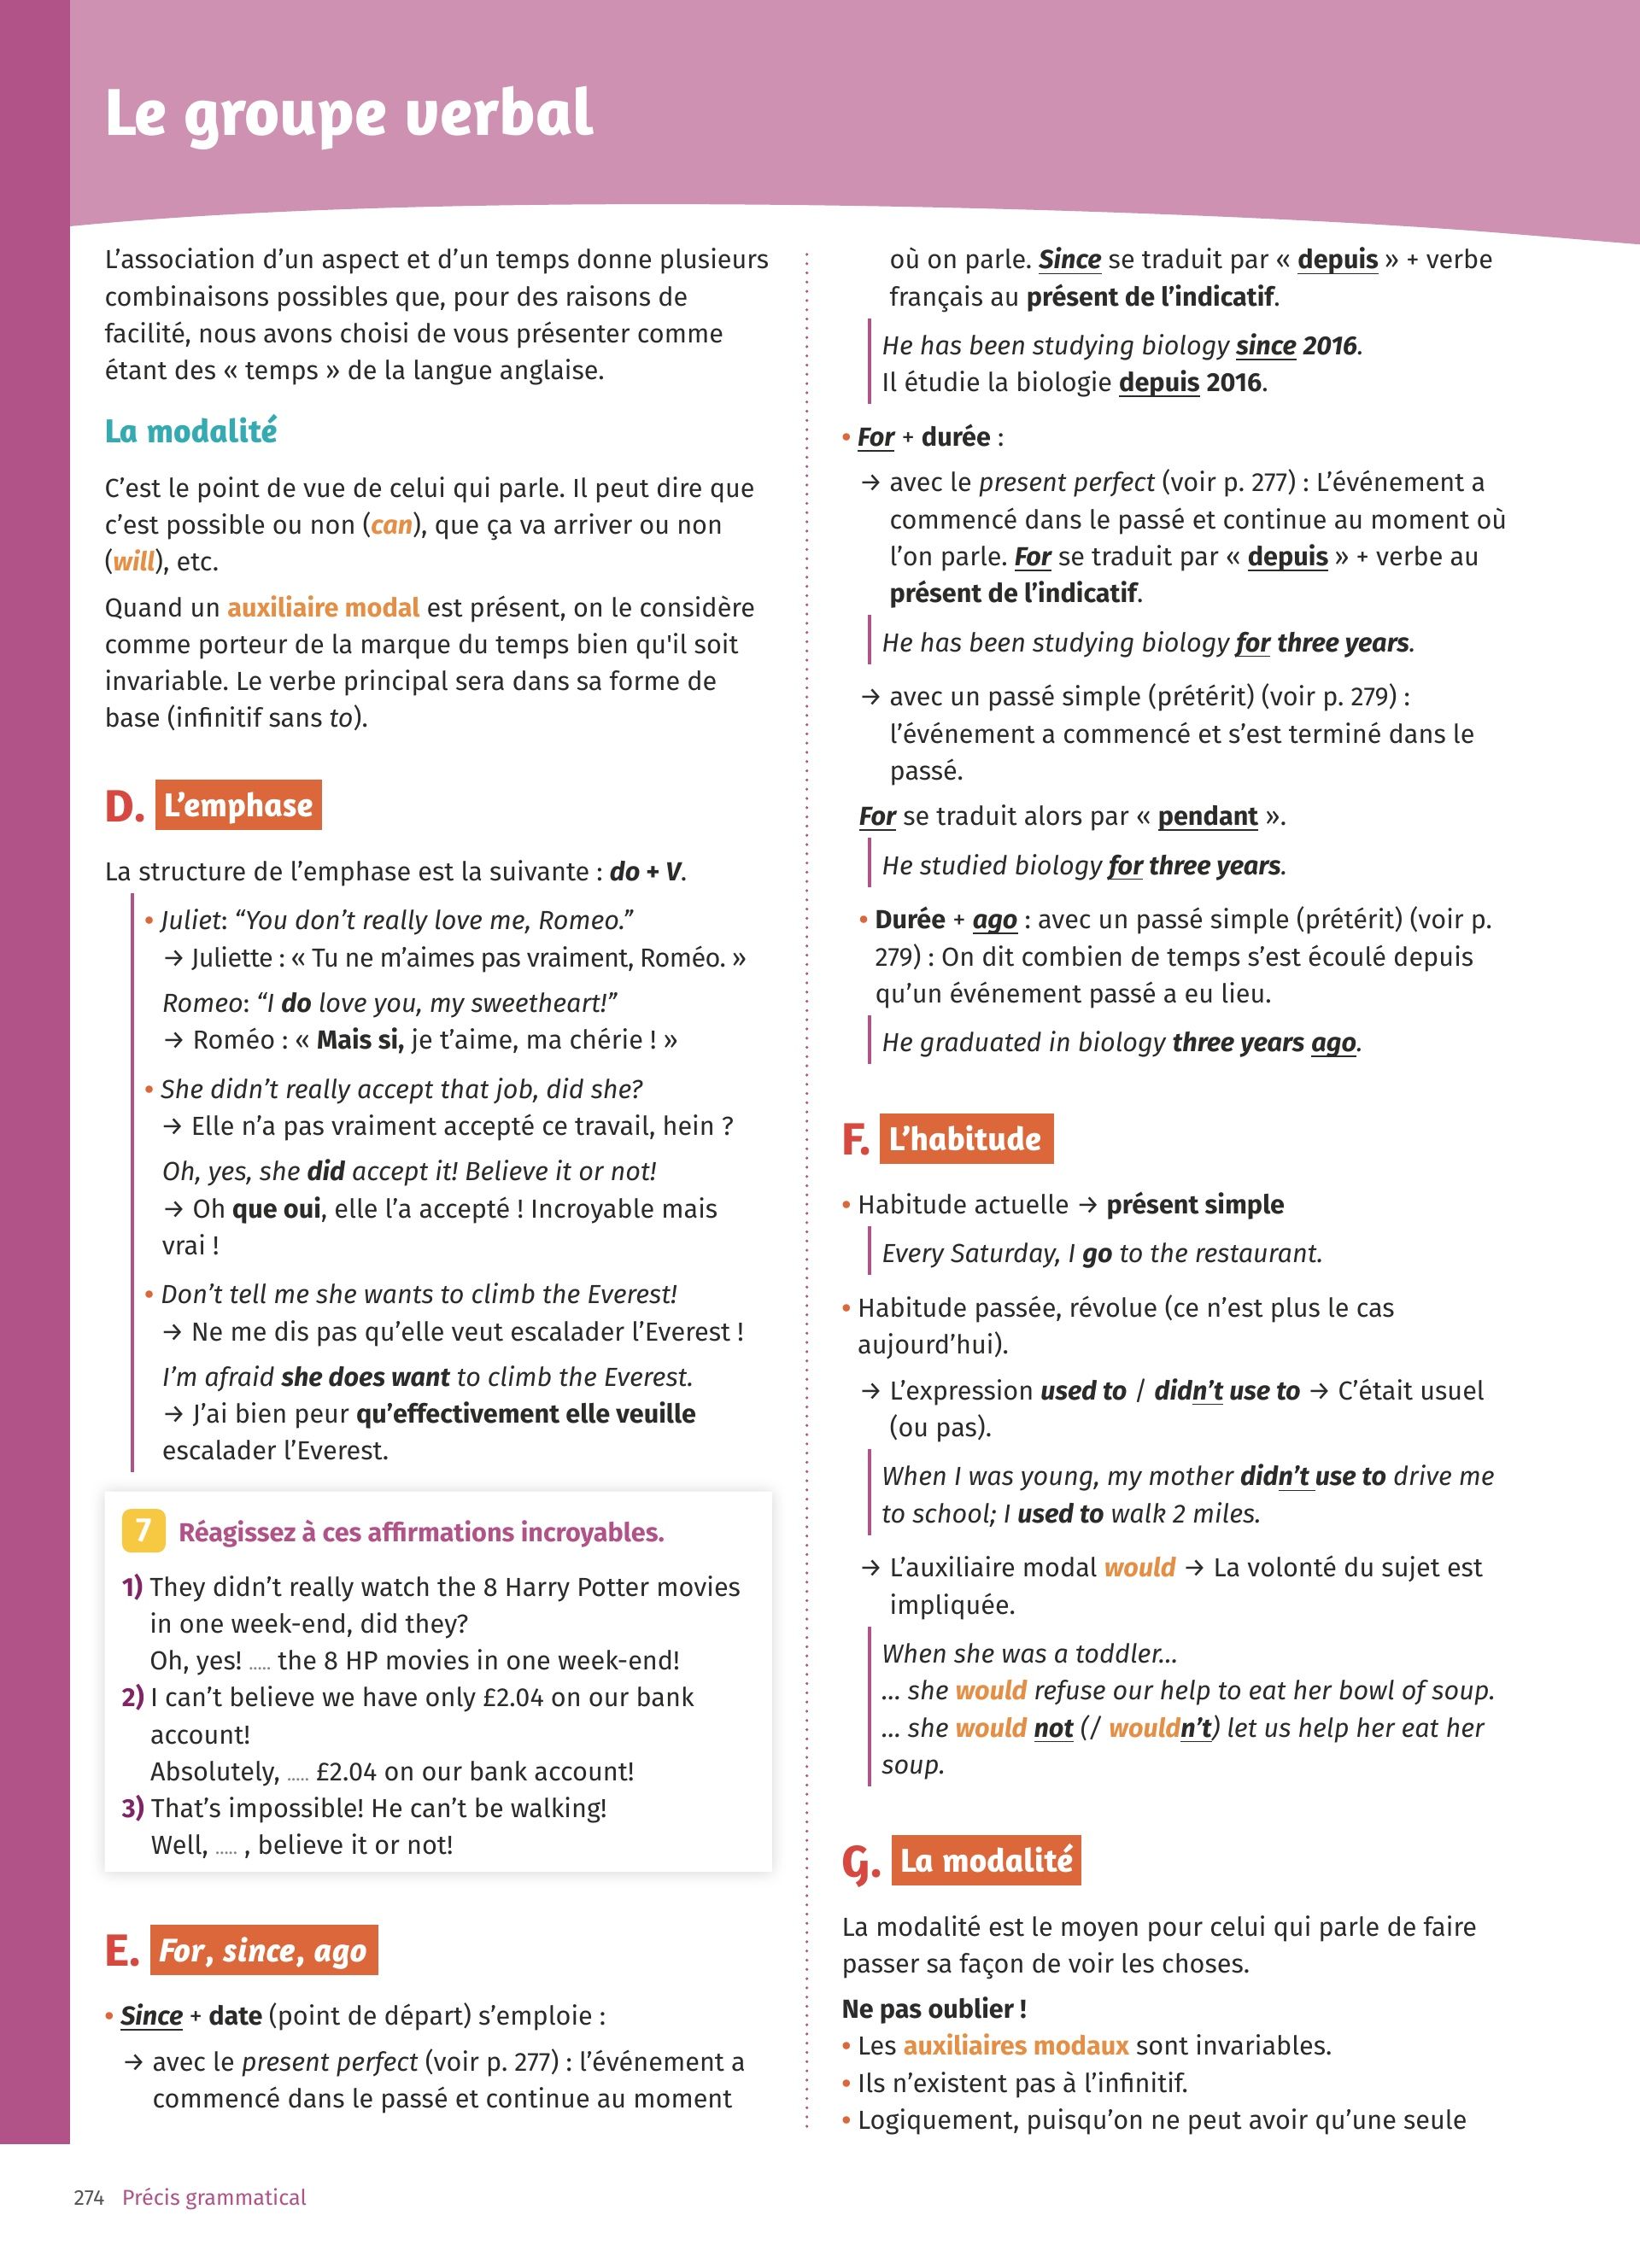 Le groupe verbal
L’association d’un aspect et d’un temps donne plusieurs
combinaisons possibles que, pour des raisons de
facilité, nous avons choisi de vous présenter comme
étant des « temps » de la langue anglaise.
La modalité
C’est le point de vue de celui qui parle. Il peut dire que
c’est possible ou non (can), que ça va arriver ou non
(will), etc.
Quand un auxiliaire modal est présent, on le considère
comme porteur de la marque du temps bien qu'il soit
invariable. Le verbe principal sera dans sa forme de
base (infinitif sans to).
D. L’emphase
La structure de l’emphase est la suivante : do + V.
• Juliet: “You don’t really love me, Romeo.”
→ Juliette : « Tu ne m’aimes pas vraiment, Roméo. »
Romeo: “I do love you, my sweetheart!”
→ Roméo : « Mais si, je t’aime, ma chérie ! »
• She didn’t really accept that job, did she?
→ Elle n’a pas vraiment accepté ce travail, hein ?
Oh, yes, she did accept it! Believe it or not!
→ Oh que oui, elle l’a accepté ! Incroyable mais
vrai !
• Don’t tell me she wants to climb the Everest!
→ Ne me dis pas qu’elle veut escalader l’Everest !
I’m afraid she does want to climb the Everest.
→ J’ai bien peur qu’effectivement elle veuille
escalader l’Everest.
7 Réagissez à ces affirmations incroyables.
1) They didn’t really watch the 8 Harry Potter movies
in one week-end, did they?
Oh, yes! ..... the 8 HP movies in one week-end!
2) I can’t believe we have only £2.04 on our bank
account!
Absolutely, ..... £2.04 on our bank account!
3) That’s impossible! He can’t be walking!
Well, ..... , believe it or not!
E. For, since, ago
• Since + date (point de départ) s’emploie :
→ avec le present perfect (voir p. 277) : l’événement a
commencé dans le passé et continue au moment
où on parle. Since se traduit par « depuis » + verbe
français au présent de l’indicatif.
He has been studying biology since 2016.
Il étudie la biologie depuis 2016.
• For + durée :
→ avec le present perfect (voir p. 277) : L’événement a
commencé dans le passé et continue au moment où
l’on parle. For se traduit par « depuis » + verbe au
présent de l’indicatif.
He has been studying biology for three years.
→ avec un passé simple (prétérit) (voir p. 279) :
l’événement a commencé et s’est terminé dans le
passé.
For se traduit alors par « pendant ».
He studied biology for three years.
• Durée + ago : avec un passé simple (prétérit) (voir p.
279) : On dit combien de temps s’est écoulé depuis
qu’un événement passé a eu lieu.
He graduated in biology three years ago.
F. L’habitude
• Habitude actuelle → présent simple
Every Saturday, I go to the restaurant.
• Habitude passée, révolue (ce n’est plus le cas
aujourd’hui).
→ L’expression used to / didn’t use to → C’était usuel
(ou pas).
When I was young, my mother didn’t use to drive me
to school; I used to walk 2 miles.
→ L’auxiliaire modal would → La volonté du sujet est
impliquée.
When she was a toddler...
... she would refuse our help to eat her bowl of soup.
... she would not (/ wouldn’t) let us help her eat her
soup.
G. La modalité
La modalité est le moyen pour celui qui parle de faire
passer sa façon de voir les choses.
Ne pas oublier !
• Les auxiliaires modaux sont invariables.
• Ils n’existent pas à l’infinitif.
• Logiquement, puisqu’on ne peut avoir qu’une seule
274 Précis grammatical